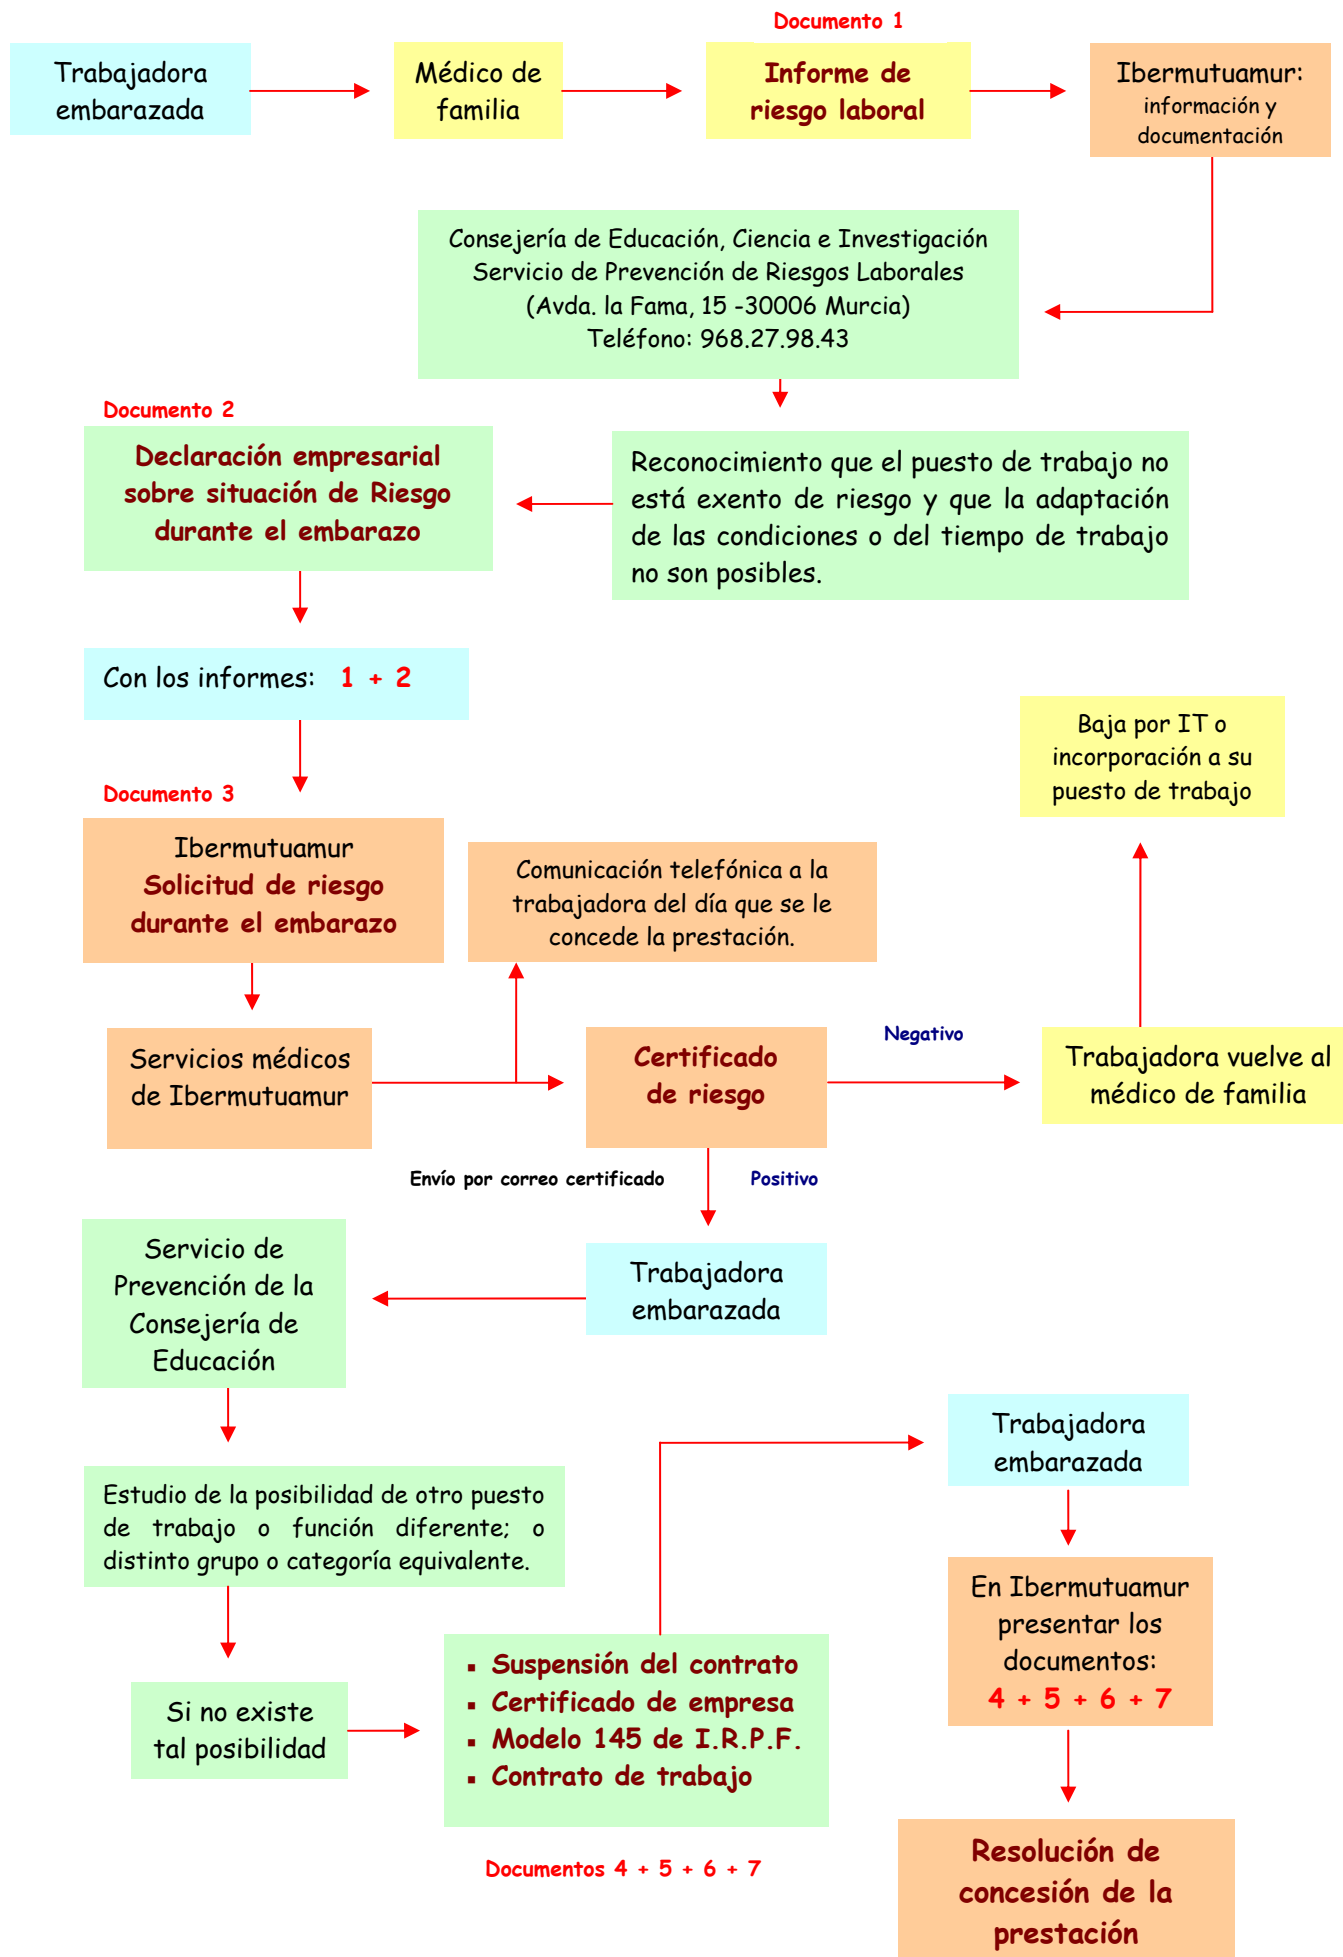 Documento 1
Trabajadora
embarazada
Médico de
familia
Informe de
riesgo laboral
Ibermutuamur:
información y
documentación
Consejería de Educación, Ciencia e Investigación
Servicio de Prevención de Riesgos Laborales
(Avda. la Fama, 15 -30006 Murcia)
Teléfono: 968.27.98.43
Reconocimiento que el puesto de trabajo no
está exento de riesgo y que la adaptación
de las condiciones o del tiempo de trabajo
no son posibles.
Documento 2
Declaración empresarial
sobre situación de Riesgo
durante el embarazo
Con los informes: 1 + 2
Documento 3
Ibermutuamur
Solicitud de riesgo
durante el embarazo
Servicios médicos
de Ibermutuamur
Comunicación telefónica a la
trabajadora del día que se le
concede la prestación.
Certificado
de riesgo
Negativo
Trabajadora vuelve al
médico de familia
Baja por IT o
incorporación a su
puesto de trabajo
Envío por correo certificado
Positivo
Trabajadora
embarazada
Servicio de
Prevención de la
Consejería de
Educación
Estudio de la posibilidad de otro puesto
de trabajo o función diferente; o
distinto grupo o categoría equivalente.
Si no existe
tal posibilidad
▪ Suspensión del contrato
▪ Certificado de empresa
▪ Modelo 145 de I.R.P.F.
▪ Contrato de trabajo
Documentos 4 + 5 + 6 + 7
Trabajadora
embarazada
En Ibermutuamur
presentar los
documentos:
4 + 5 + 6 + 7
Resolución de
concesión de la
prestación